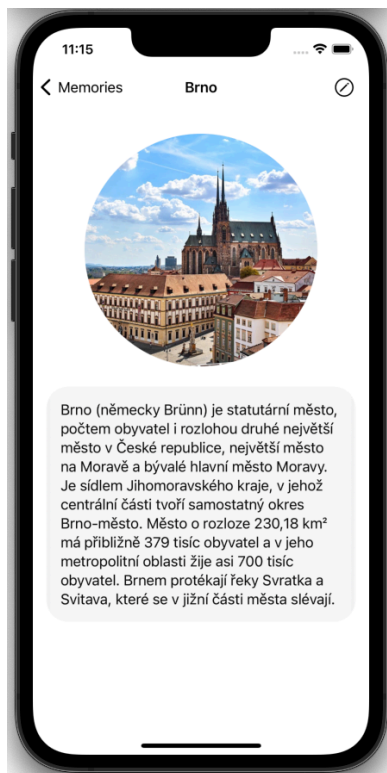 11:15
Memories
Brno
Brno (německy Brünn) je statutární město,
počtem obyvatel i rozlohou druhé největší
město v České republice, největší město
na Moravě a bývalé hlavní město Moravy.
Je sídlem Jihomoravského kraje, v jehož
centrální části tvoří samostatný okres
Brno-město. Město o rozloze 230,18 km²
má přibližně 379 tisíc obyvatel a v jeho
metropolitní oblasti žije asi 700 tisíc
obyvatel. Brnem protékají řeky Svratka a
Svitava, které se v jižní části města slévají.